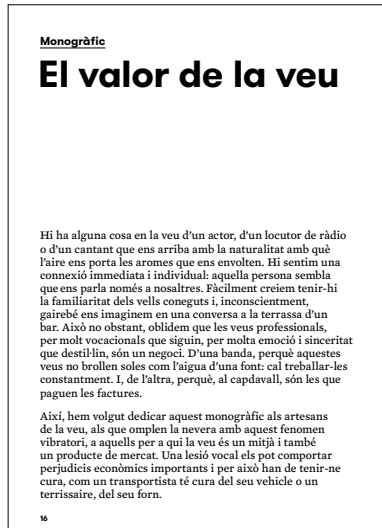 Monogràfic
El valor de la veu
Hi ha alguna cosa en la veu d’un actor, d’un locutor de ràdio
o d’un cantant que ens arriba amb la naturalitat amb què
l’aire ens porta les aromes que ens envolten. Hi sentim una
connexió immediata i individual: aquella persona sembla
que ens parla només a nosaltres. Fàcilment creiem tenir-hi
la familiaritat dels vells coneguts i, inconscientment,
gairebé ens imaginem en una conversa a la terrassa d’un
bar. Això no obstant, oblidem que les veus professionals,
per molt vocacionals que siguin, per molta emoció i sinceritat
que destil·lin, són un negoci. D’una banda, perquè aquestes
veus no brollen soles com l’aigua d’una font: cal treballar-les
constantment. I, de l’altra, perquè, al capdavall, són les que
paguen les factures.
Així, hem volgut dedicar aquest monogràfic als artesans
de la veu, als que omplen la nevera amb aquest fenomen
vibratori, a aquells per a qui la veu és un mitjà i també
un producte de mercat. Una lesió vocal els pot comportar
perjudicis econòmics importants i per això han de tenir-ne
cura, com un transportista té cura del seu vehicle o un
terrissaire, del seu forn.
16